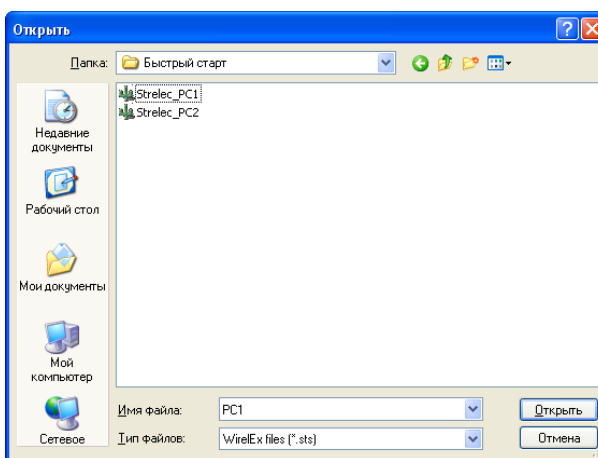 Открыть
Папка: Быстрый старт
Strelec_PC1
Strelec_PC2
Недавние
документы
Рабочий стол
Мои документы
Мой
компьютер
Сетевое
Имя файла: PC1 Открыть
Тип файлов: WirelEx files (*.sts) Отмена